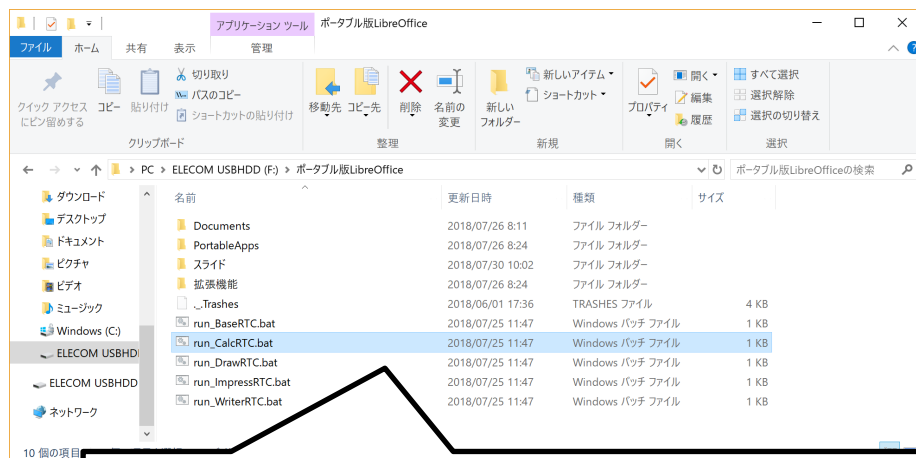 アプリケーション ツール ポータブル版LibreOffice
ファイル ホーム 共有 表示 管理
クイック アクセス
にピン留めする
コピー
貼り付け
切り取り
パスのコピー
ショートカットの貼り付け
クリップボード
移動先
コピー先
削除
名前の
変更
整理
新しい
フォルダー
新しいアイテム
ショートカット
新規
プロパティ
開く
編集
履歴
開く
すべて選択
選択解除
選択の切り替え
選択
PC > ELECOM USBHDD (F:) > ポータブル版LibreOffice
ポータブル版LibreOfficeの検索
ダウンロード
デスクトップ
ドキュメント
ピクチャ
ビデオ
ミュージック
Windows (C:)
ELECOM USBHD
ELECOM USBHDD
ネットワーク
名前 更新日時 種類 サイズ
Documents 2018/07/26 8:11 ファイル フォルダー
PortableApps 2018/07/26 8:24 ファイル フォルダー
スライド 2018/07/30 10:02 ファイル フォルダー
拡張機能 2018/07/26 8:24 ファイル フォルダー
._.Trashes 2018/06/01 17:36 TRASHES ファイル 4 KB
run_BaseRTC.bat 2018/07/25 11:47 Windows バッチ ファイル 1 KB
run_CalcRTC.bat 2018/07/25 11:47 Windows バッチ ファイル 1 KB
run_DrawRTC.bat 2018/07/25 11:47 Windows バッチ ファイル 1 KB
run_ImpressRTC.bat 2018/07/25 11:47 Windows バッチ ファイル 1 KB
run_WriterRTC.bat 2018/07/25 11:47 Windows バッチ ファイル 1 KB
10 個の項目